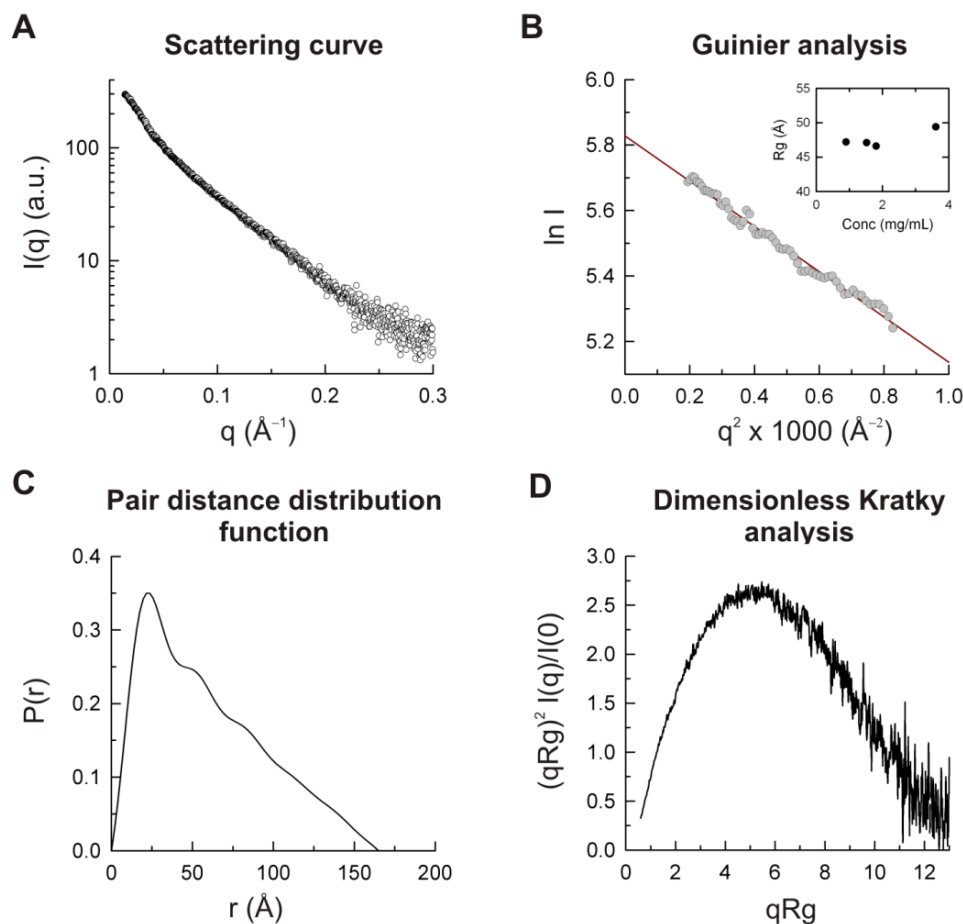 A
Scattering curve
I(q) (a.u.)
100
10
1
0.0 0.1 0.2 0.3
q (Å⁻¹)
B
Guinier analysis
ln I
6.0
5.8
5.6
5.4
5.2
0.0 0.2 0.4 0.6 0.8 1.0
q² x 1000 (Å⁻²)
Rg (Å)
55
50
45
40
0 2 4
Conc (mg/mL)
C
Pair distance distribution
function
P(r)
0.4
0.3
0.2
0.1
0.0
0 50 100 150 200
r (Å)
D
Dimensionless Kratky
analysis
(qRg)² I(q)/I(0)
3.0
2.5
2.0
1.5
1.0
0.5
0.0
0 2 4 6 8 10 12
qRg